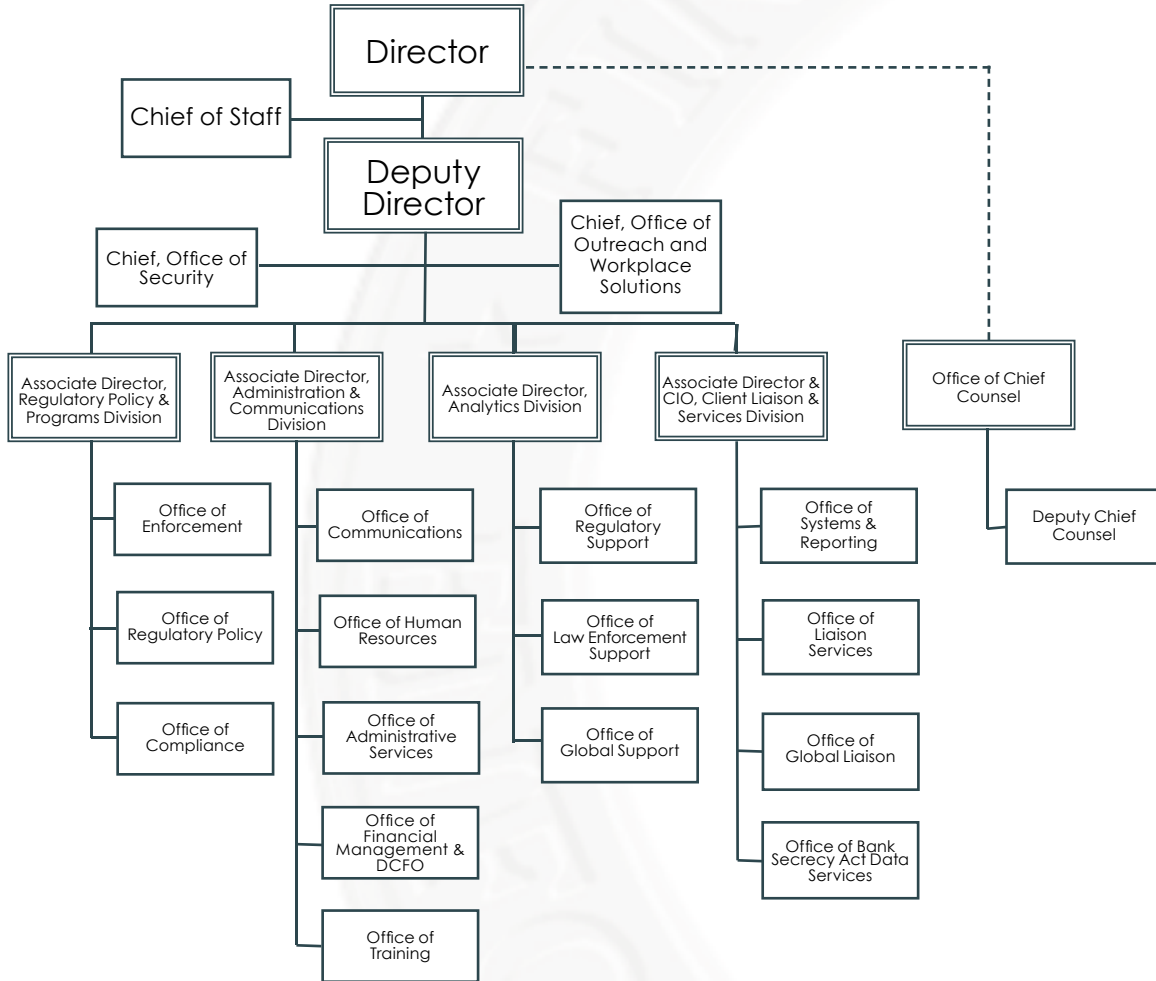 Director
Chief of Staff
Deputy
Director
Chief, Office of
Security
Chief, Office of
Outreach and
Workplace
Solutions
Associate Director,
Regulatory Policy &
Programs Division
Associate Director,
Administration &
Communications
Division
Associate Director,
Analytics Division
Associate Director &
CIO, Client Liaison &
Services Division
Office of Chief
Counsel
Office of
Enforcement
Office of
Regulatory Policy
Office of
Compliance
Office of
Communications
Office of Human
Resources
Office of
Administrative
Services
Office of
Financial
Management &
DCFO
Office of
Training
Office of
Regulatory
Support
Office of
Law Enforcement
Support
Office of
Global Support
Office of
Systems &
Reporting
Office of
Liaison
Services
Office of
Global Liaison
Office of Bank
Secrecy Act Data
Services
Deputy Chief
Counsel